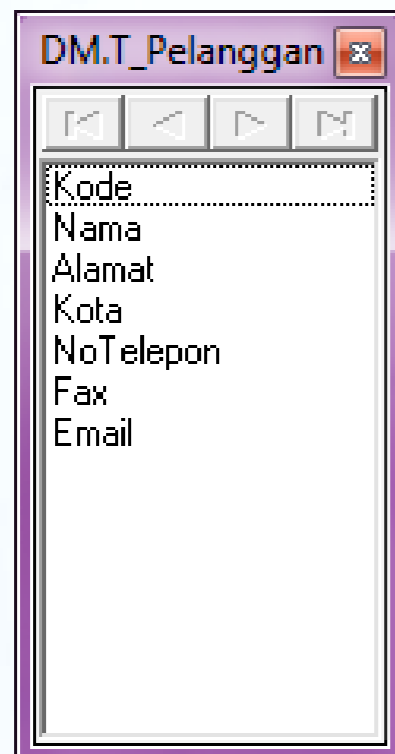 DM.T_Pelanggan
Kode
Nama
Alamat
Kota
NoTelepon
Fax
Email